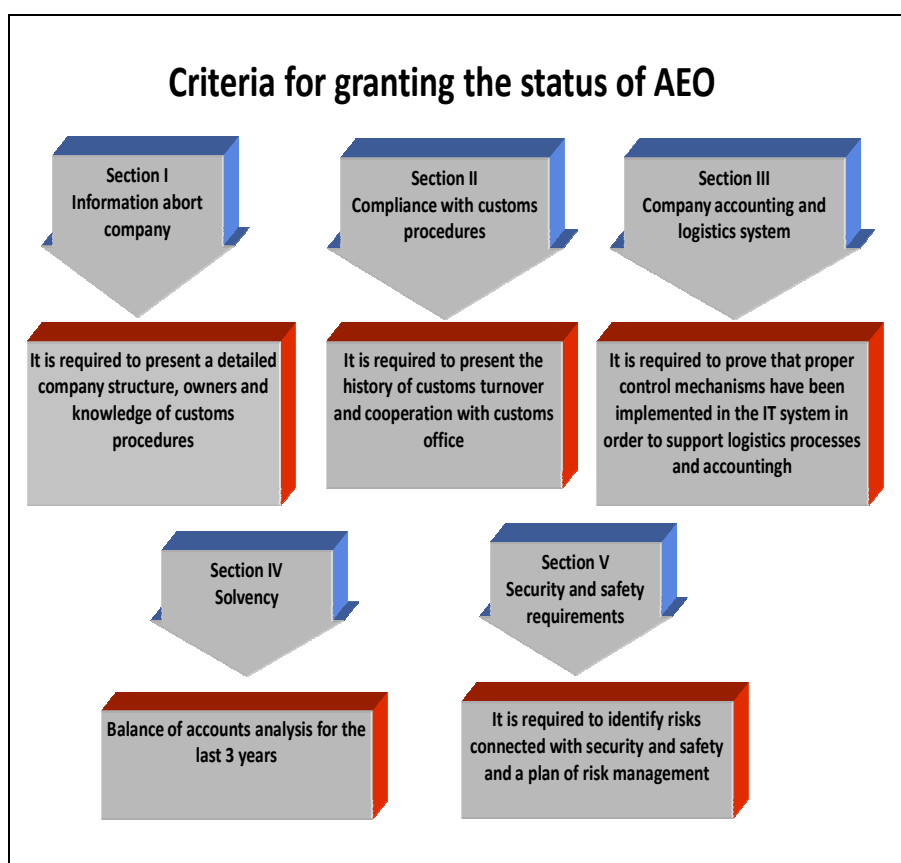 Criteria for granting the status of AEO
Section I
Information abort
company
Section II
Compliance with customs
procedures
Section III
Company accounting and
logistics system
It is required to present a detailed
company structure, owners and
knowledge of customs
procedures
It is required to present the
history of customs turnover
and cooperation with customs
office
It is required to prove that proper
control mechanisms have been
implemented in the IT system in
order to support logistics processes
and accountingh
Section IV
Solvency
Section V
Security and safety
requirements
Balance of accounts analysis for the
last 3 years
It is required to identify risks
connected with security and safety
and a plan of risk management